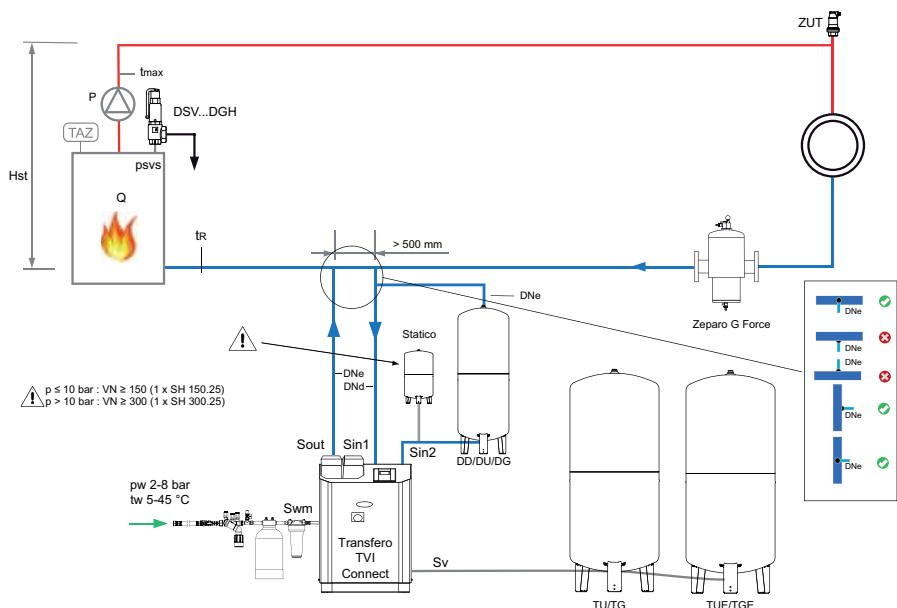 ZUT
tmax
P
DSV...DGH
TAZ
psvs
Hst
Q
tR
> 500 mm
DNe
Zeparo G Force
DNe
DNe
DNe
DNe
DNe
Statico
DNe
DNd
p ≤ 10 bar : VN ≥ 150 (1 x SH 150.25)
p > 10 bar : VN ≥ 300 (1 x SH 300.25)
Sout
Sin1
Sin2
DD/DU/DG
pw 2-8 bar
tw 5-45 °C
Swm
Transfero
TVI
Connect
Sv
TU/TG
TUE/TGE